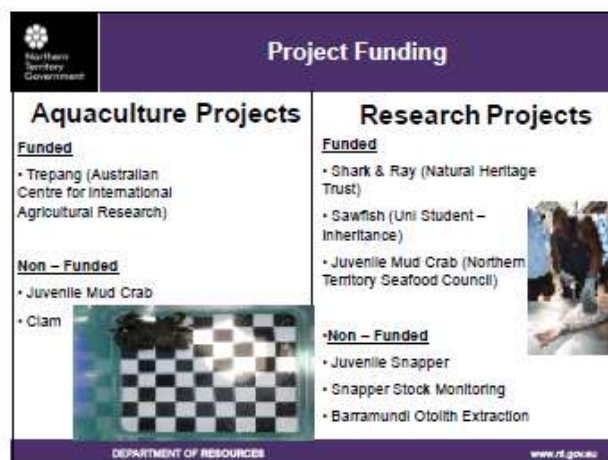 Northern
Territory
Government
Project Funding
Aquaculture Projects
Funded
• Trepang (Australian
Centre for International
Agricultural Research)
Non – Funded
• Juvenile Mud Crab
• Clam
Research Projects
Funded
• Shark & Ray (Natural Heritage
Trust)
• Sawfish (Uni Student –
Inheritance)
• Juvenile Mud Crab (Northern
Territory Seafood Council)
•Non – Funded
• Juvenile Snapper
• Snapper Stock Monitoring
• Barramundi Otolith Extraction
DEPARTMENT OF RESOURCES
www.nt.gov.au